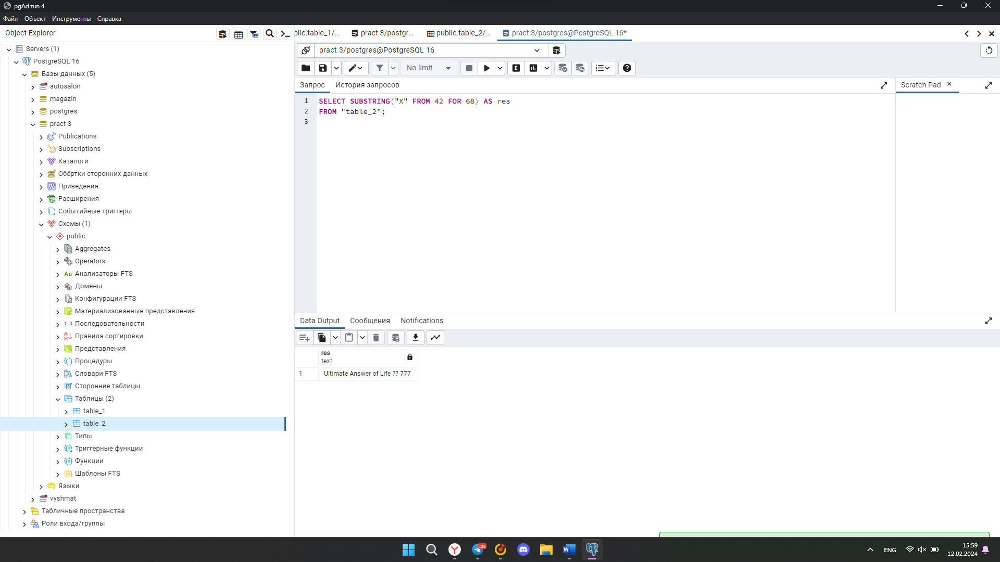 pgAdmin 4
Файл Объект Инструменты Справка
Object Explorer
Servers (1)
PostgreSQL 16
Базы данных (5)
autosalon
magazin
postgres
pract 3
Publications
Subscriptions
Каталоги
Обёртки сторонних данных
Приведения
Расширения
Событийные триггеры
Схемы (1)
public
Aggregates
Operators
Aa Анализаторы FTS
Домены
Конфигурации FTS
Материализованные представления
1..3 Последовательности
Правила сортировки
Представления
Процедуры
Словари FTS
Сторонние таблицы
Таблицы (2)
table_1
table_2
Типы
Триггерные функции
Функции
Шаблоны FTS
Языки
vyshmat
Табличные пространства
Роли входа/группы
blic.table_1/... pract 3/postgr... public.table_2/... pract 3/postgres@PostgreSQL 16*
pract 3/postgres@PostgreSQL 16
No limit E
Запрос История запросов
Scratch Pad
1 SELECT SUBSTRING("X" FROM 42 FOR 68) AS res
2 FROM "table_2";
3
Data Output Сообщения Notifications
res
text
1 Ultimate Answer of Life ?? 777
09
ENG
15:59
12.02.2024